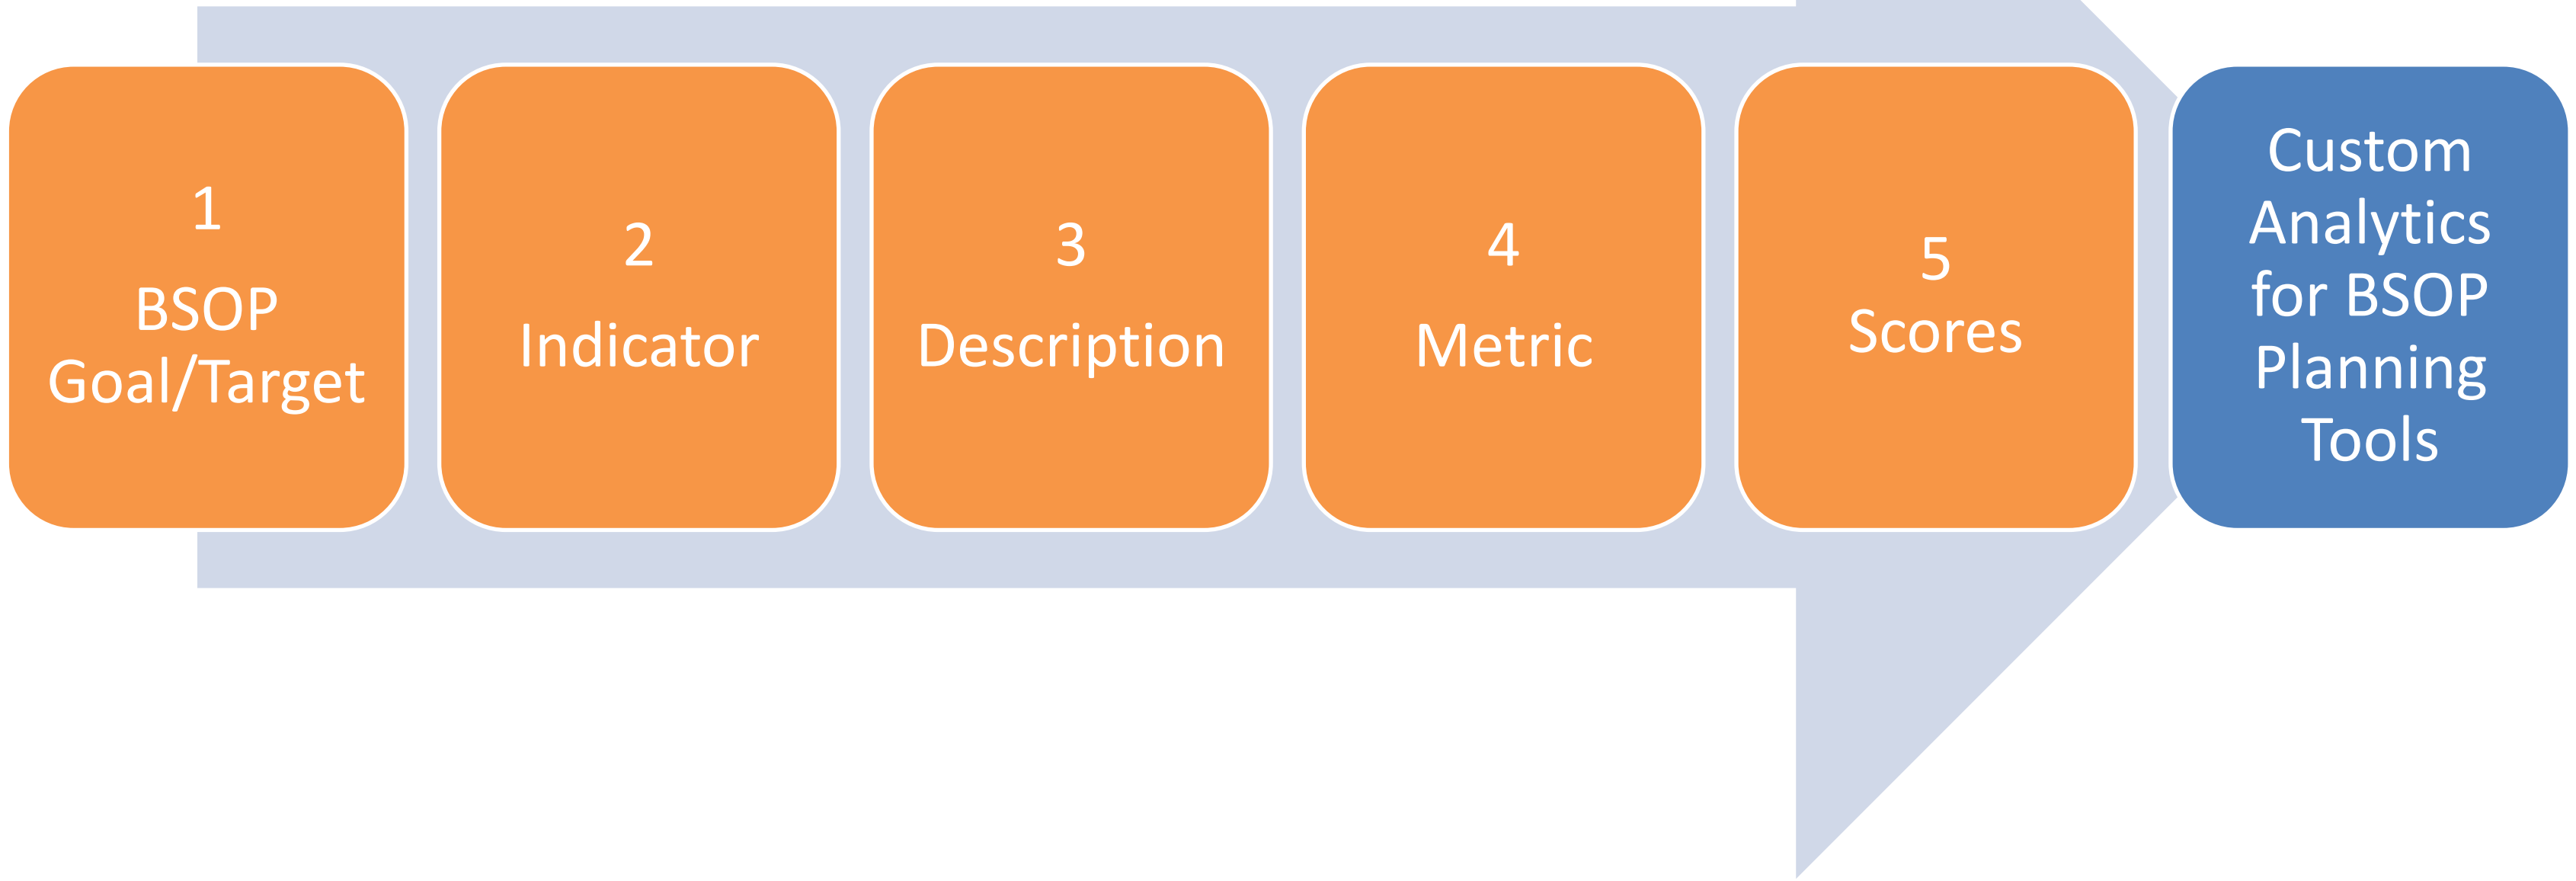 1
BSOP
Goal/Target
2
Indicator
3
Description
4
Metric
5
Scores
Custom
Analytics
for BSOP
Planning
Tools